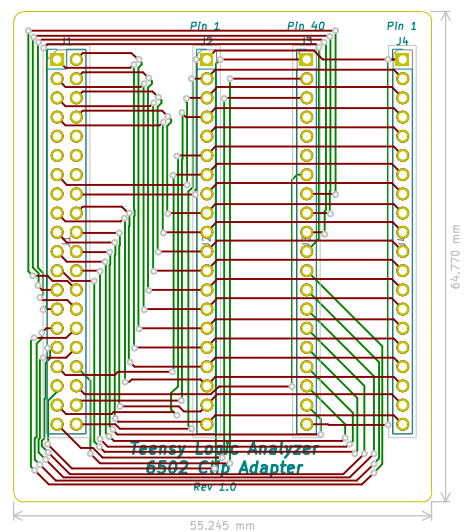 Pin 1 Pin 40 Pin 1
J1 J2 J3 J4
64.770 mm
Teensy Logic Analyzer
6502 Chip Adapter
Rev 1.0
55.245 mm